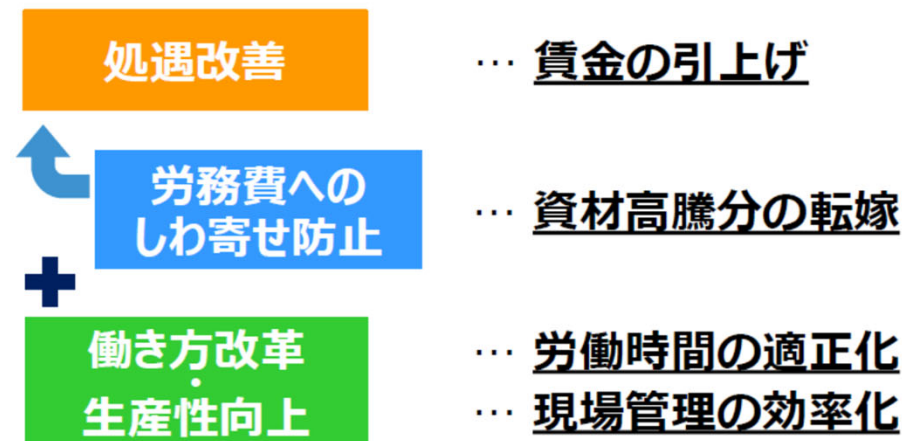 処遇改善 … 賃金の引上げ
労務費への
しわ寄せ防止 … 資材高騰分の転嫁
働き方改革 … 労働時間の適正化
・
生産性向上 … 現場管理の効率化